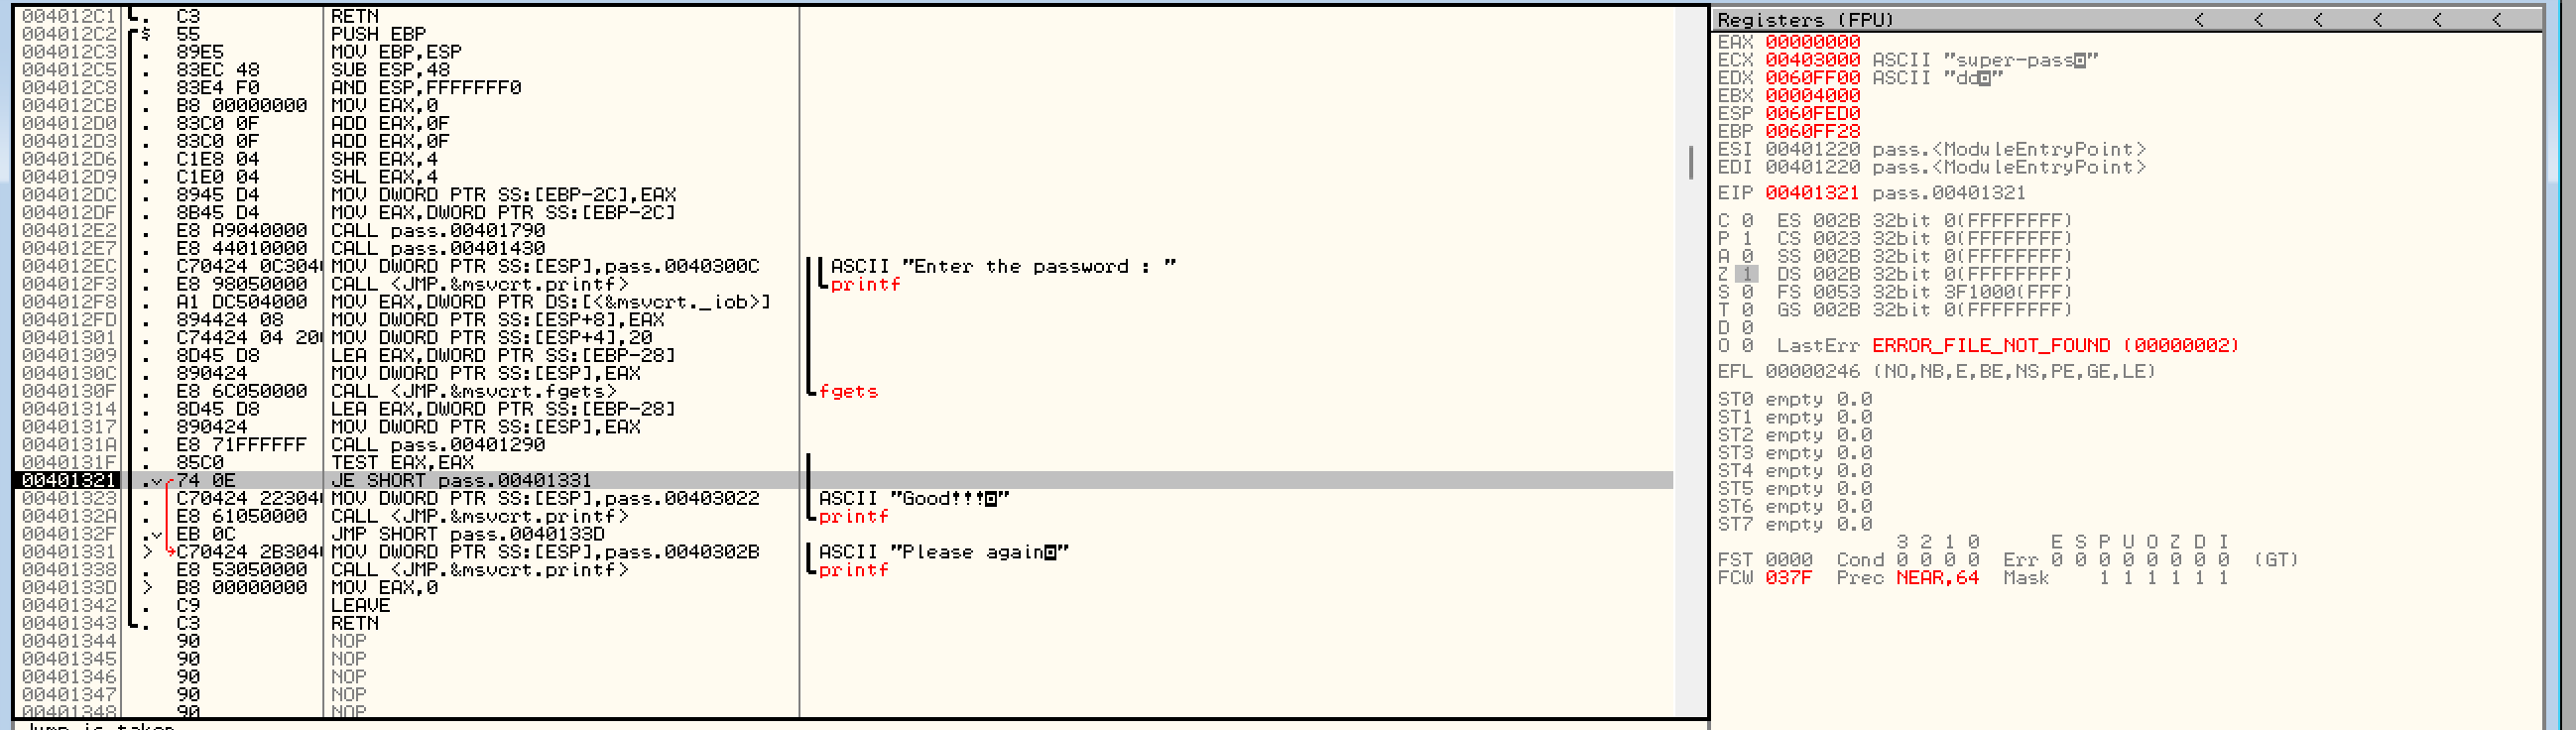 004012C1 . C3 RETN
004012C2 $ 55 PUSH EBP
004012C3 . 89E5 MOV EBP,ESP
004012C5 . 83EC 48 SUB ESP,48
004012C8 . 83E4 F0 AND ESP,FFFFFFF0
004012CB . B8 00000000 MOV EAX,0
004012D0 . 83C0 0F ADD EAX,0F
004012D3 . 83C0 0F ADD EAX,0F
004012D6 . C1E8 04 SHR EAX,4
004012D9 . C1E0 04 SHL EAX,4
004012DC . 8945 D4 MOV DWORD PTR SS:[EBP-2C],EAX
004012DF . 8B45 D4 MOV EAX,DWORD PTR SS:[EBP-2C]
004012E2 . E8 A9040000 CALL pass.00401790
004012E7 . E8 44010000 CALL pass.00401430
004012EC . C70424 0C304 MOV DWORD PTR SS:[ESP],pass.0040300C ASCII "Enter the password : "
004012F3 . E8 98050000 CALL <JMP.&msvcrt.printf> printf
004012F8 . A1 DC504000 MOV EAX,DWORD PTR DS:[<&msvcrt._iob>]
004012FD . 894424 08 MOV DWORD PTR SS:[ESP+8],EAX
00401301 . C74424 04 20 MOV DWORD PTR SS:[ESP+4],20
00401309 . 8D45 D8 LEA EAX,DWORD PTR SS:[EBP-28]
0040130C . 890424 MOV DWORD PTR SS:[ESP],EAX
0040130F . E8 6C050000 CALL <JMP.&msvcrt.fgets> fgets
00401314 . 8D45 D8 LEA EAX,DWORD PTR SS:[EBP-28]
00401317 . 890424 MOV DWORD PTR SS:[ESP],EAX
0040131A . E8 71FFFFFF CALL pass.00401290
0040131F . 85C0 TEST EAX,EAX
00401321 .v 74 0E JE SHORT pass.00401331
00401323 . C70424 22304 MOV DWORD PTR SS:[ESP],pass.00403022 ASCII "Good!!!◘"
0040132A . E8 61050000 CALL <JMP.&msvcrt.printf> printf
0040132F .v EB 0C JMP SHORT pass.0040133D
00401331 > C70424 2B304 MOV DWORD PTR SS:[ESP],pass.0040302B ASCII "Please again◘"
00401338 . E8 53050000 CALL <JMP.&msvcrt.printf> printf
0040133D > B8 00000000 MOV EAX,0
00401342 . C9 LEAVE
00401343 . C3 RETN
00401344 90 NOP
00401345 90 NOP
00401346 90 NOP
00401347 90 NOP
00401348 90 NOP
Jump is taken
Registers (FPU) < < < < < <
EAX 00000000
ECX 00403000 ASCII "super-pass◘"
EDX 0060FF00 ASCII "dd◘"
EBX 00004000
ESP 0060FED0
EBP 0060FF28
ESI 00401220 pass.<ModuleEntryPoint>
EDI 00401220 pass.<ModuleEntryPoint>
EIP 00401321 pass.00401321
C 0 ES 002B 32bit 0(FFFFFFFF)
P 1 CS 0023 32bit 0(FFFFFFFF)
A 0 SS 002B 32bit 0(FFFFFFFF)
Z 1 DS 002B 32bit 0(FFFFFFFF)
S 0 FS 0053 32bit 3F1000(FFF)
T 0 GS 002B 32bit 0(FFFFFFFF)
D 0
O 0 LastErr ERROR_FILE_NOT_FOUND (00000002)
EFL 00000246 (NO,NB,E,BE,NS,PE,GE,LE)
ST0 empty 0.0
ST1 empty 0.0
ST2 empty 0.0
ST3 empty 0.0
ST4 empty 0.0
ST5 empty 0.0
ST6 empty 0.0
ST7 empty 0.0
3 2 1 0 E S P U O Z D I
FST 0000 Cond 0 0 0 0 Err 0 0 0 0 0 0 0 0 (GT)
FCW 037F Prec NEAR,64 Mask 1 1 1 1 1 1